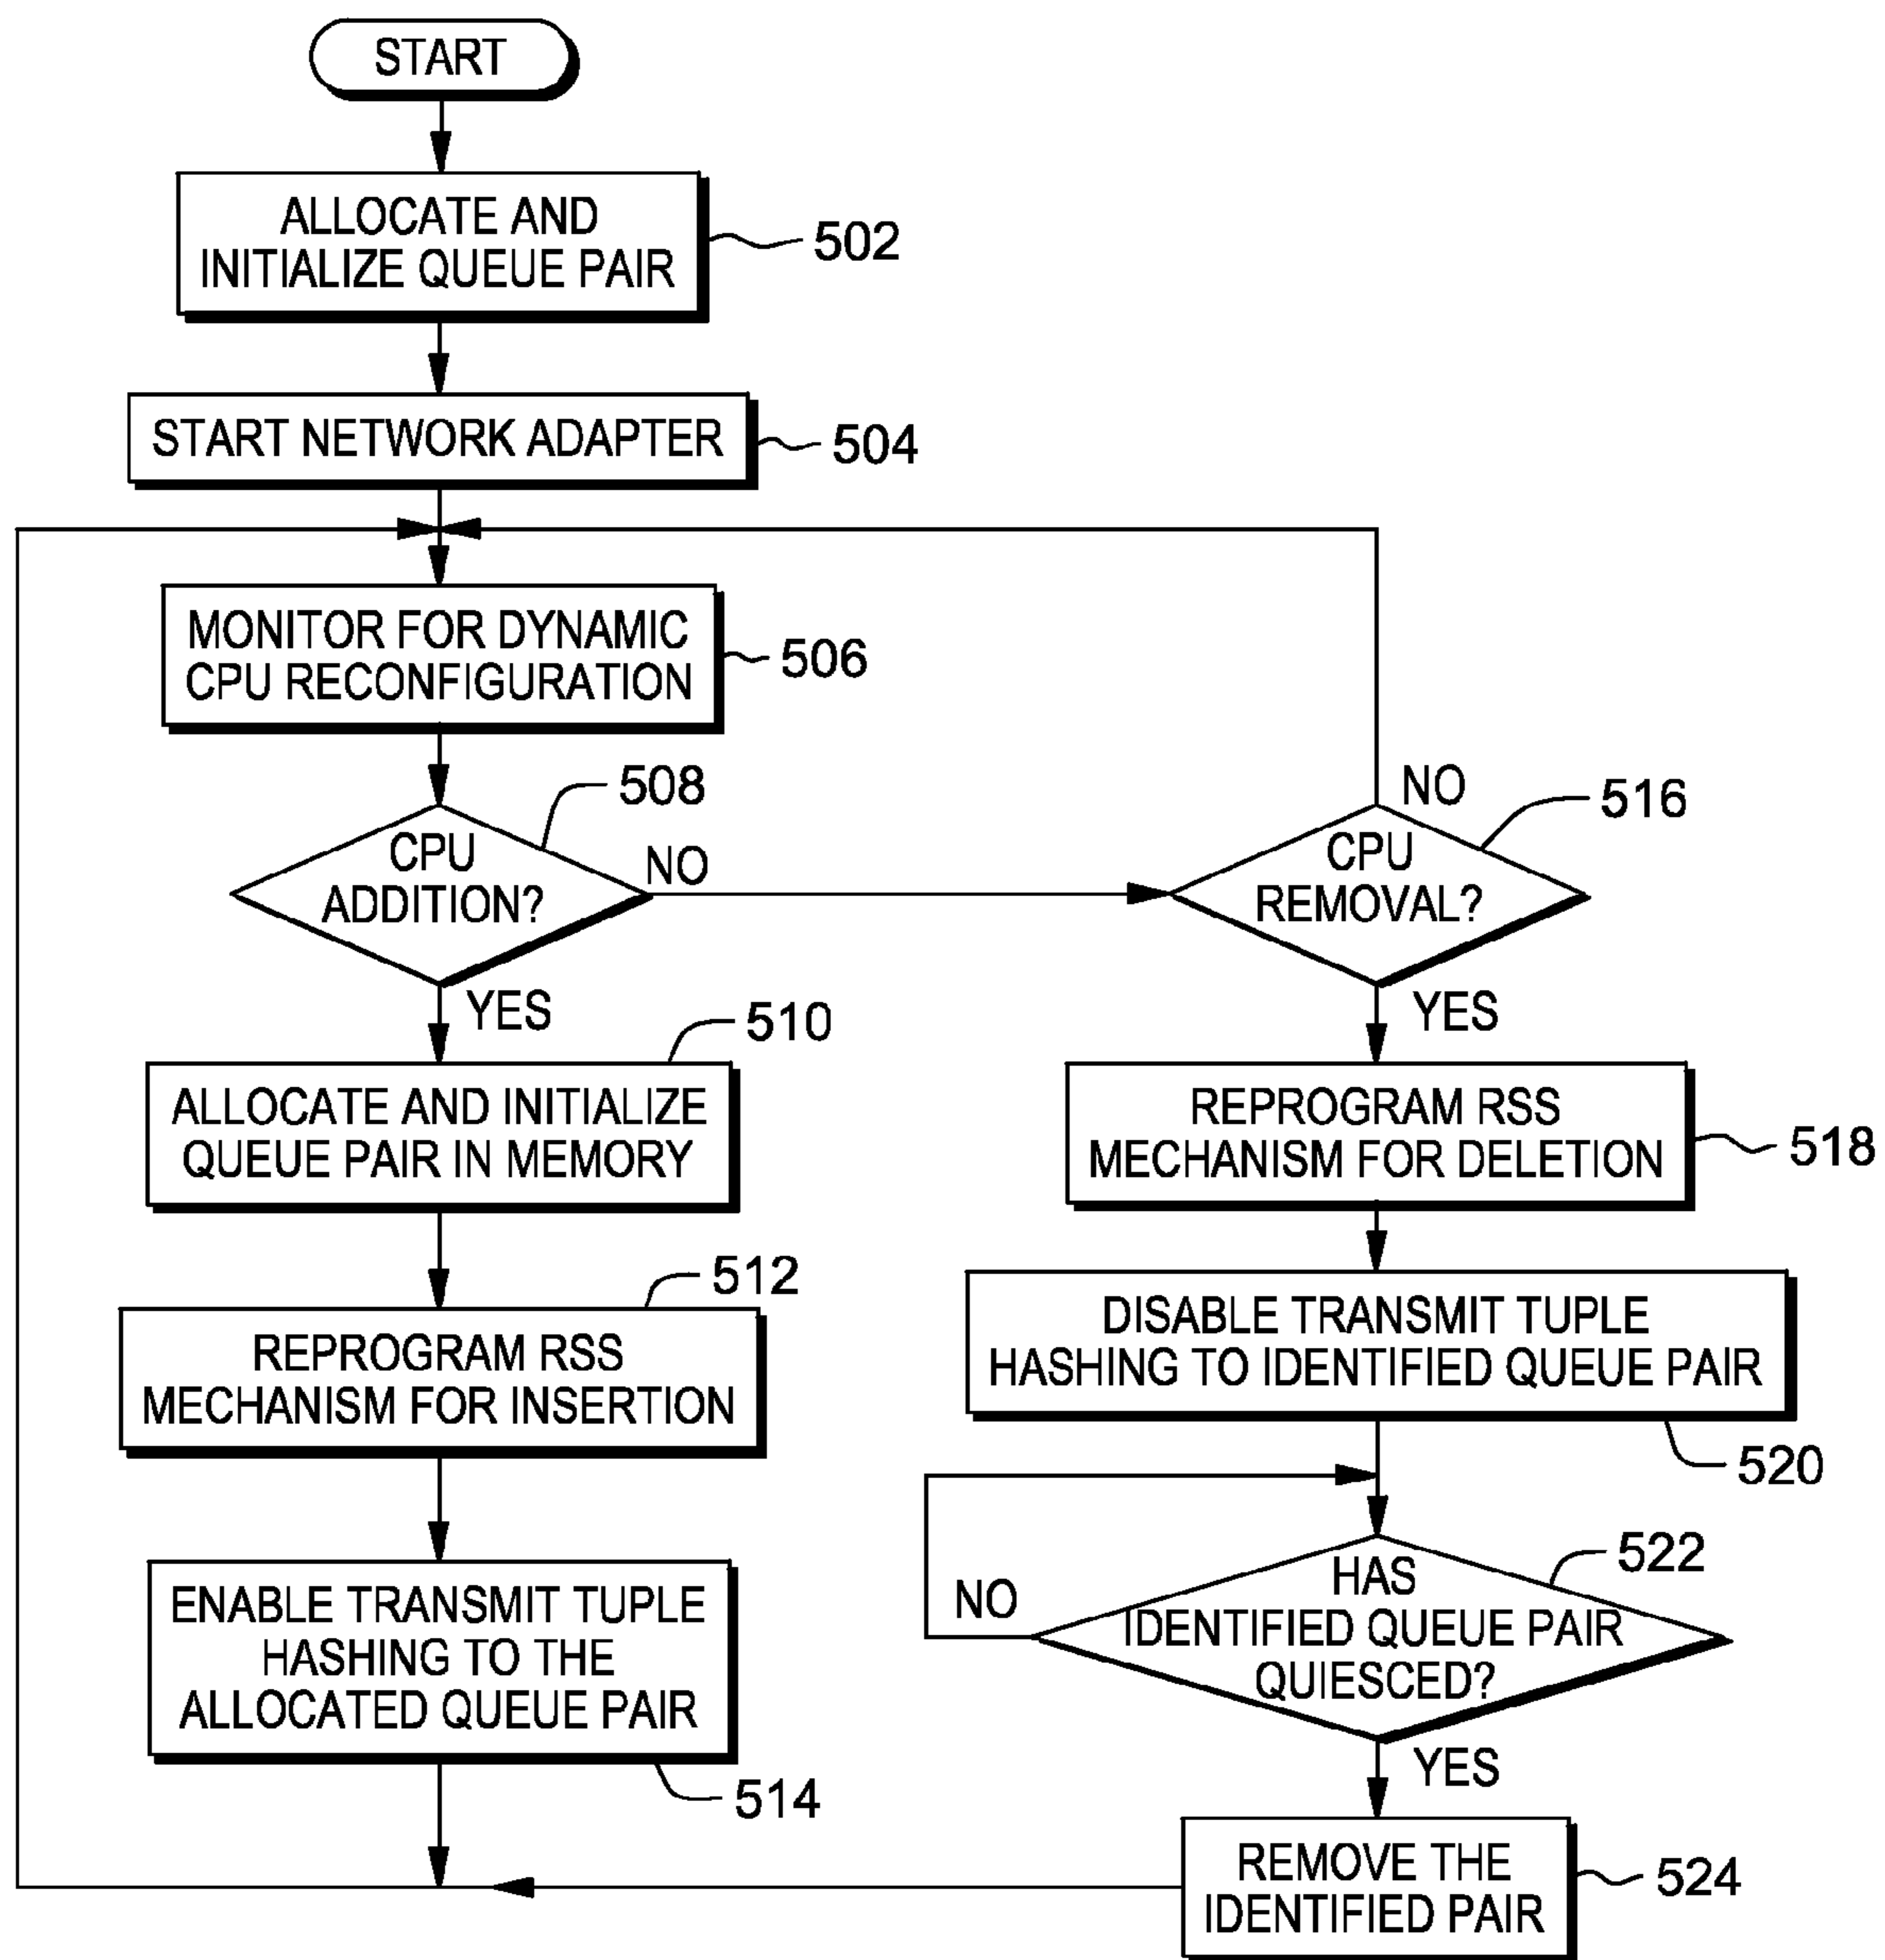 START
ALLOCATE AND
INITIALIZE QUEUE PAIR
502
START NETWORK ADAPTER
504
MONITOR FOR DYNAMIC
CPU RECONFIGURATION
506
508
CPU
ADDITION?
NO
YES
510
ALLOCATE AND INITIALIZE
QUEUE PAIR IN MEMORY
512
REPROGRAM RSS
MECHANISM FOR INSERTION
ENABLE TRANSMIT TUPLE
HASHING TO THE
ALLOCATED QUEUE PAIR
514
NO
516
CPU
REMOVAL?
YES
REPROGRAM RSS
MECHANISM FOR DELETION
518
DISABLE TRANSMIT TUPLE
HASHING TO IDENTIFIED QUEUE PAIR
520
522
HAS
IDENTIFIED QUEUE PAIR
QUIESCED?
NO
YES
REMOVE THE
IDENTIFIED PAIR
524